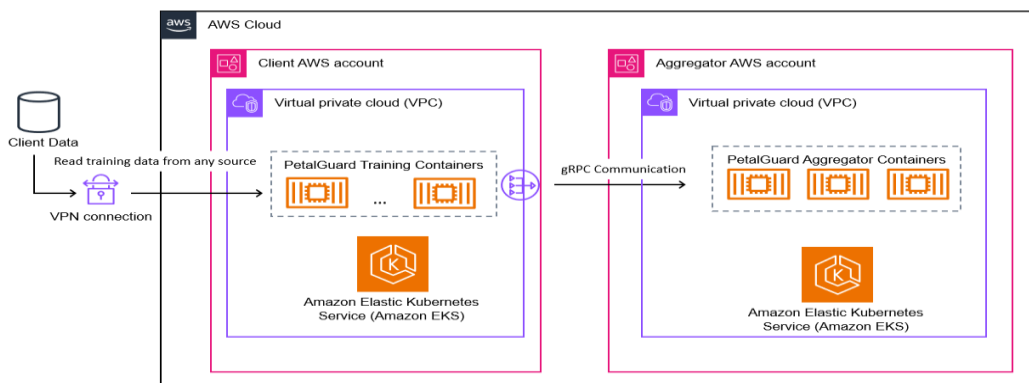 aws
AWS Cloud
Client AWS account
Virtual private cloud (VPC)
Client Data
Read training data from any source
VPN connection
PetalGuard Training Containers
...
Amazon Elastic Kubernetes
Service (Amazon EKS)
gRPC Communication
Aggregator AWS account
Virtual private cloud (VPC)
PetalGuard Aggregator Containers
Amazon Elastic Kubernetes
Service (Amazon EKS)
K
K